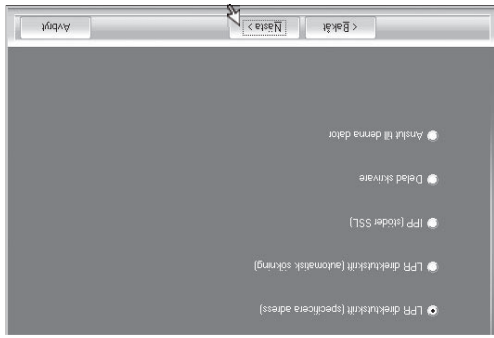 LPR direktutskrift (specificera adress)
LPR direktutskrift (automatisk sökning)
IPP (stöder SSL)
Delad skrivare
Anslut till denna dator
< Bakåt Nästa > Avbryt